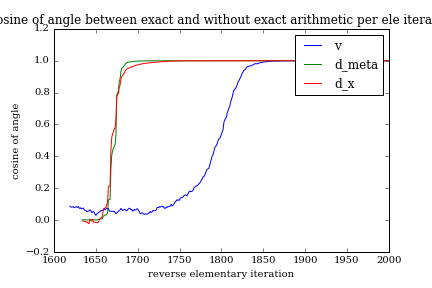 osine of angle between exact and without exact arithmetic per ele itera
1.2
1.0
0.8
0.6
0.4
0.2
0.0
−0.2
cosine of angle
v
d_meta
d_x
1600 1650 1700 1750 1800 1850 1900 1950 2000
reverse elementary iteration